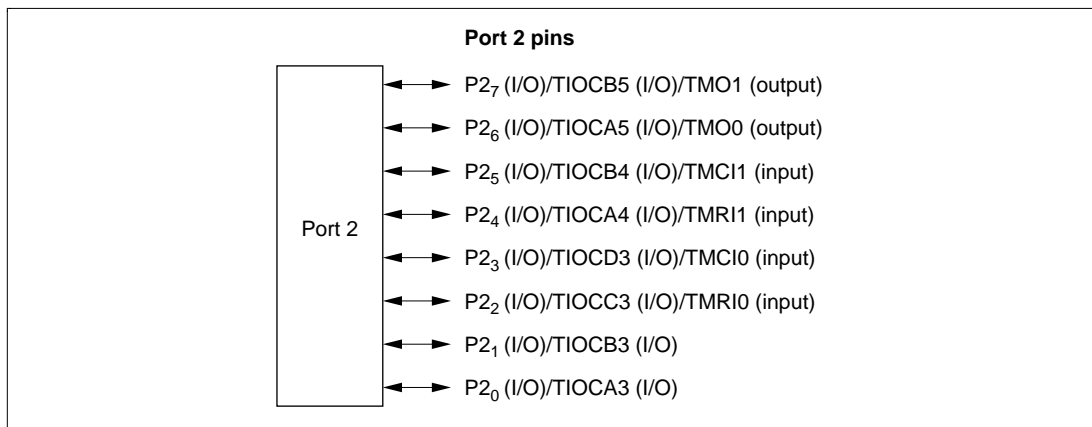 Port 2 pins
P2₇ (I/O)/TIOCB5 (I/O)/TMO1 (output)
P2₆ (I/O)/TIOCA5 (I/O)/TMO0 (output)
P2₅ (I/O)/TIOCB4 (I/O)/TMCI1 (input)
P2₄ (I/O)/TIOCA4 (I/O)/TMRI1 (input)
Port 2
P2₃ (I/O)/TIOCD3 (I/O)/TMCI0 (input)
P2₂ (I/O)/TIOCC3 (I/O)/TMRI0 (input)
P2₁ (I/O)/TIOCB3 (I/O)
P2₀ (I/O)/TIOCA3 (I/O)